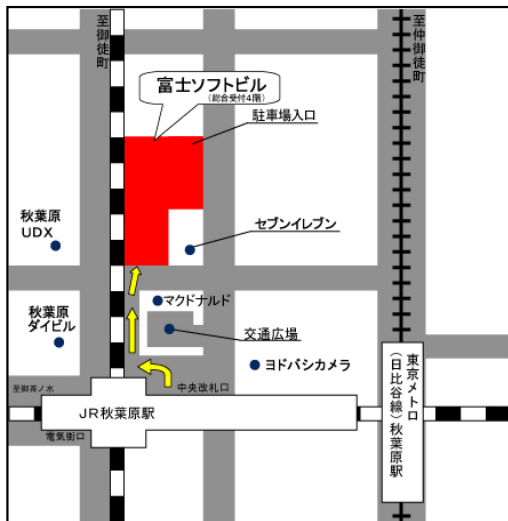 至御徒町
至仲御徒町
富士ソフトビル
(総合受付4階)
駐車場入口
秋葉原
UDX
セブンイレブン
マクドナルド
秋葉原
ダイビル
交通広場
ヨドバシカメラ
中央改札口
至御茶ノ水
JR秋葉原駅
電気街口
東京メトロ
(日比谷線)秋葉原駅